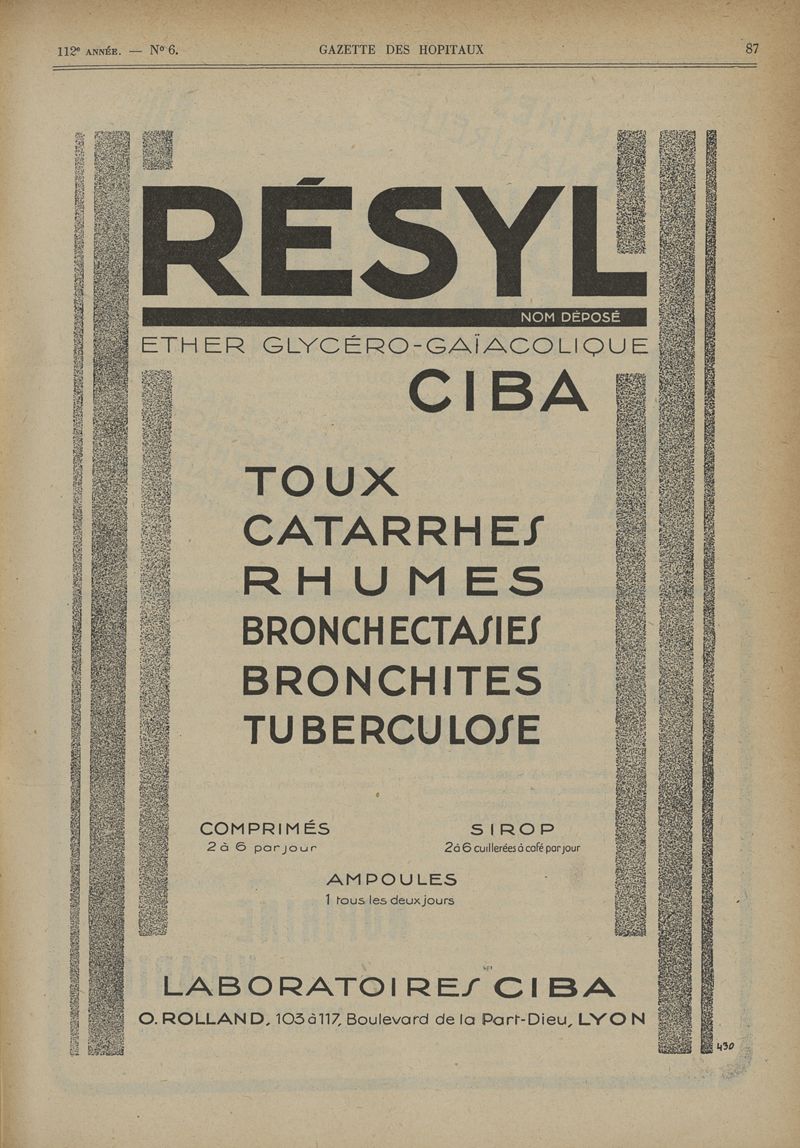 112e ANNÉE. — No 6.
GAZETTE DES HOPITAUX
87
RÉSYL
NOM DÉPOSÉ
ETHER GLYCÉRO-GAÏACOLIQUE
CIBA
TOUX
CATARRHES
RHUMES
BRONCHECTASIES
BRONCHITES
TUBERCULOSE
COMPRIMÉS
2 à 6 par jour
SIROP
2 à 6 cuillerées à café par jour
AMPOULES
1 tous les deux jours
LABORATOIRES CIBA
O. ROLLAND, 103 à 117, Boulevard de la Part-Dieu, LYON
430